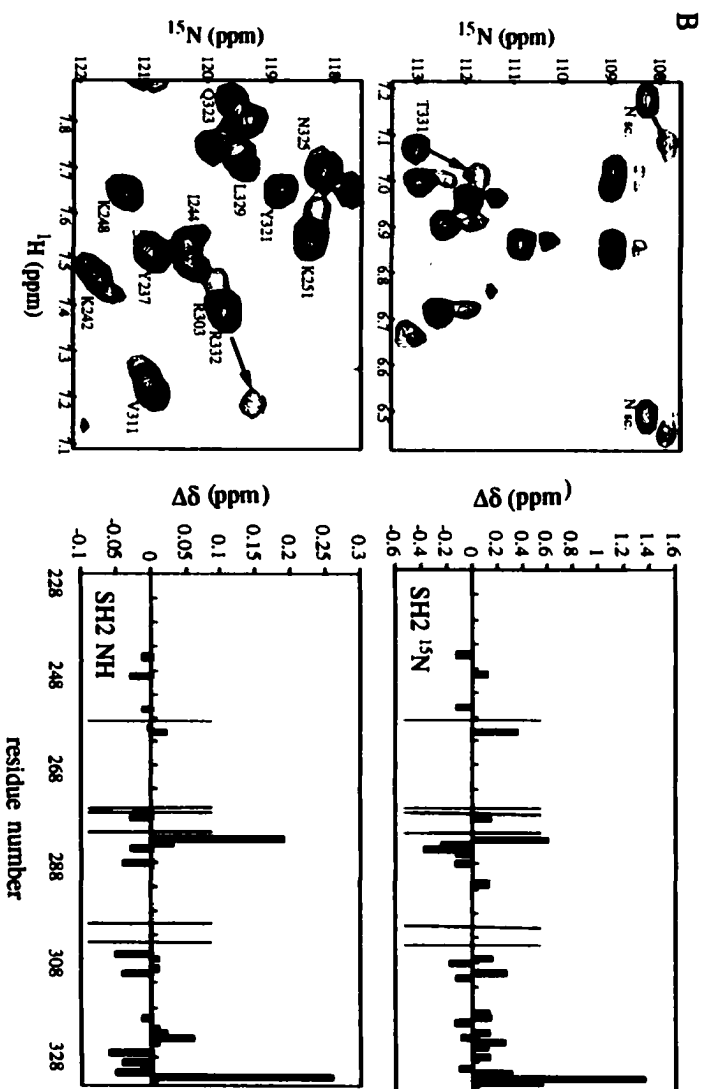 B
15N (ppm)
113
112
111
110
109
108
7.2
7.1
7.0
6.9
6.8
6.7
6.6
6.5
T331
N sc.
N sc.
15N (ppm)
122
121
120
119
118
7.8
7.7
7.6
7.5
7.4
7.3
7.2
7.1
1H (ppm)
Q323
N325
L329
Y321
K248
I244
K251
Y237
R303
R332
K242
V311
Δδ (ppm)
-0.6
-0.4
-0.2
0
0.2
0.4
0.6
0.8
1
1.2
1.4
1.6
SH2 15N
Δδ (ppm)
-0.1
-0.05
0
0.05
0.1
0.15
0.2
0.25
0.3
SH2 NH
228
248
268
288
308
328
residue number